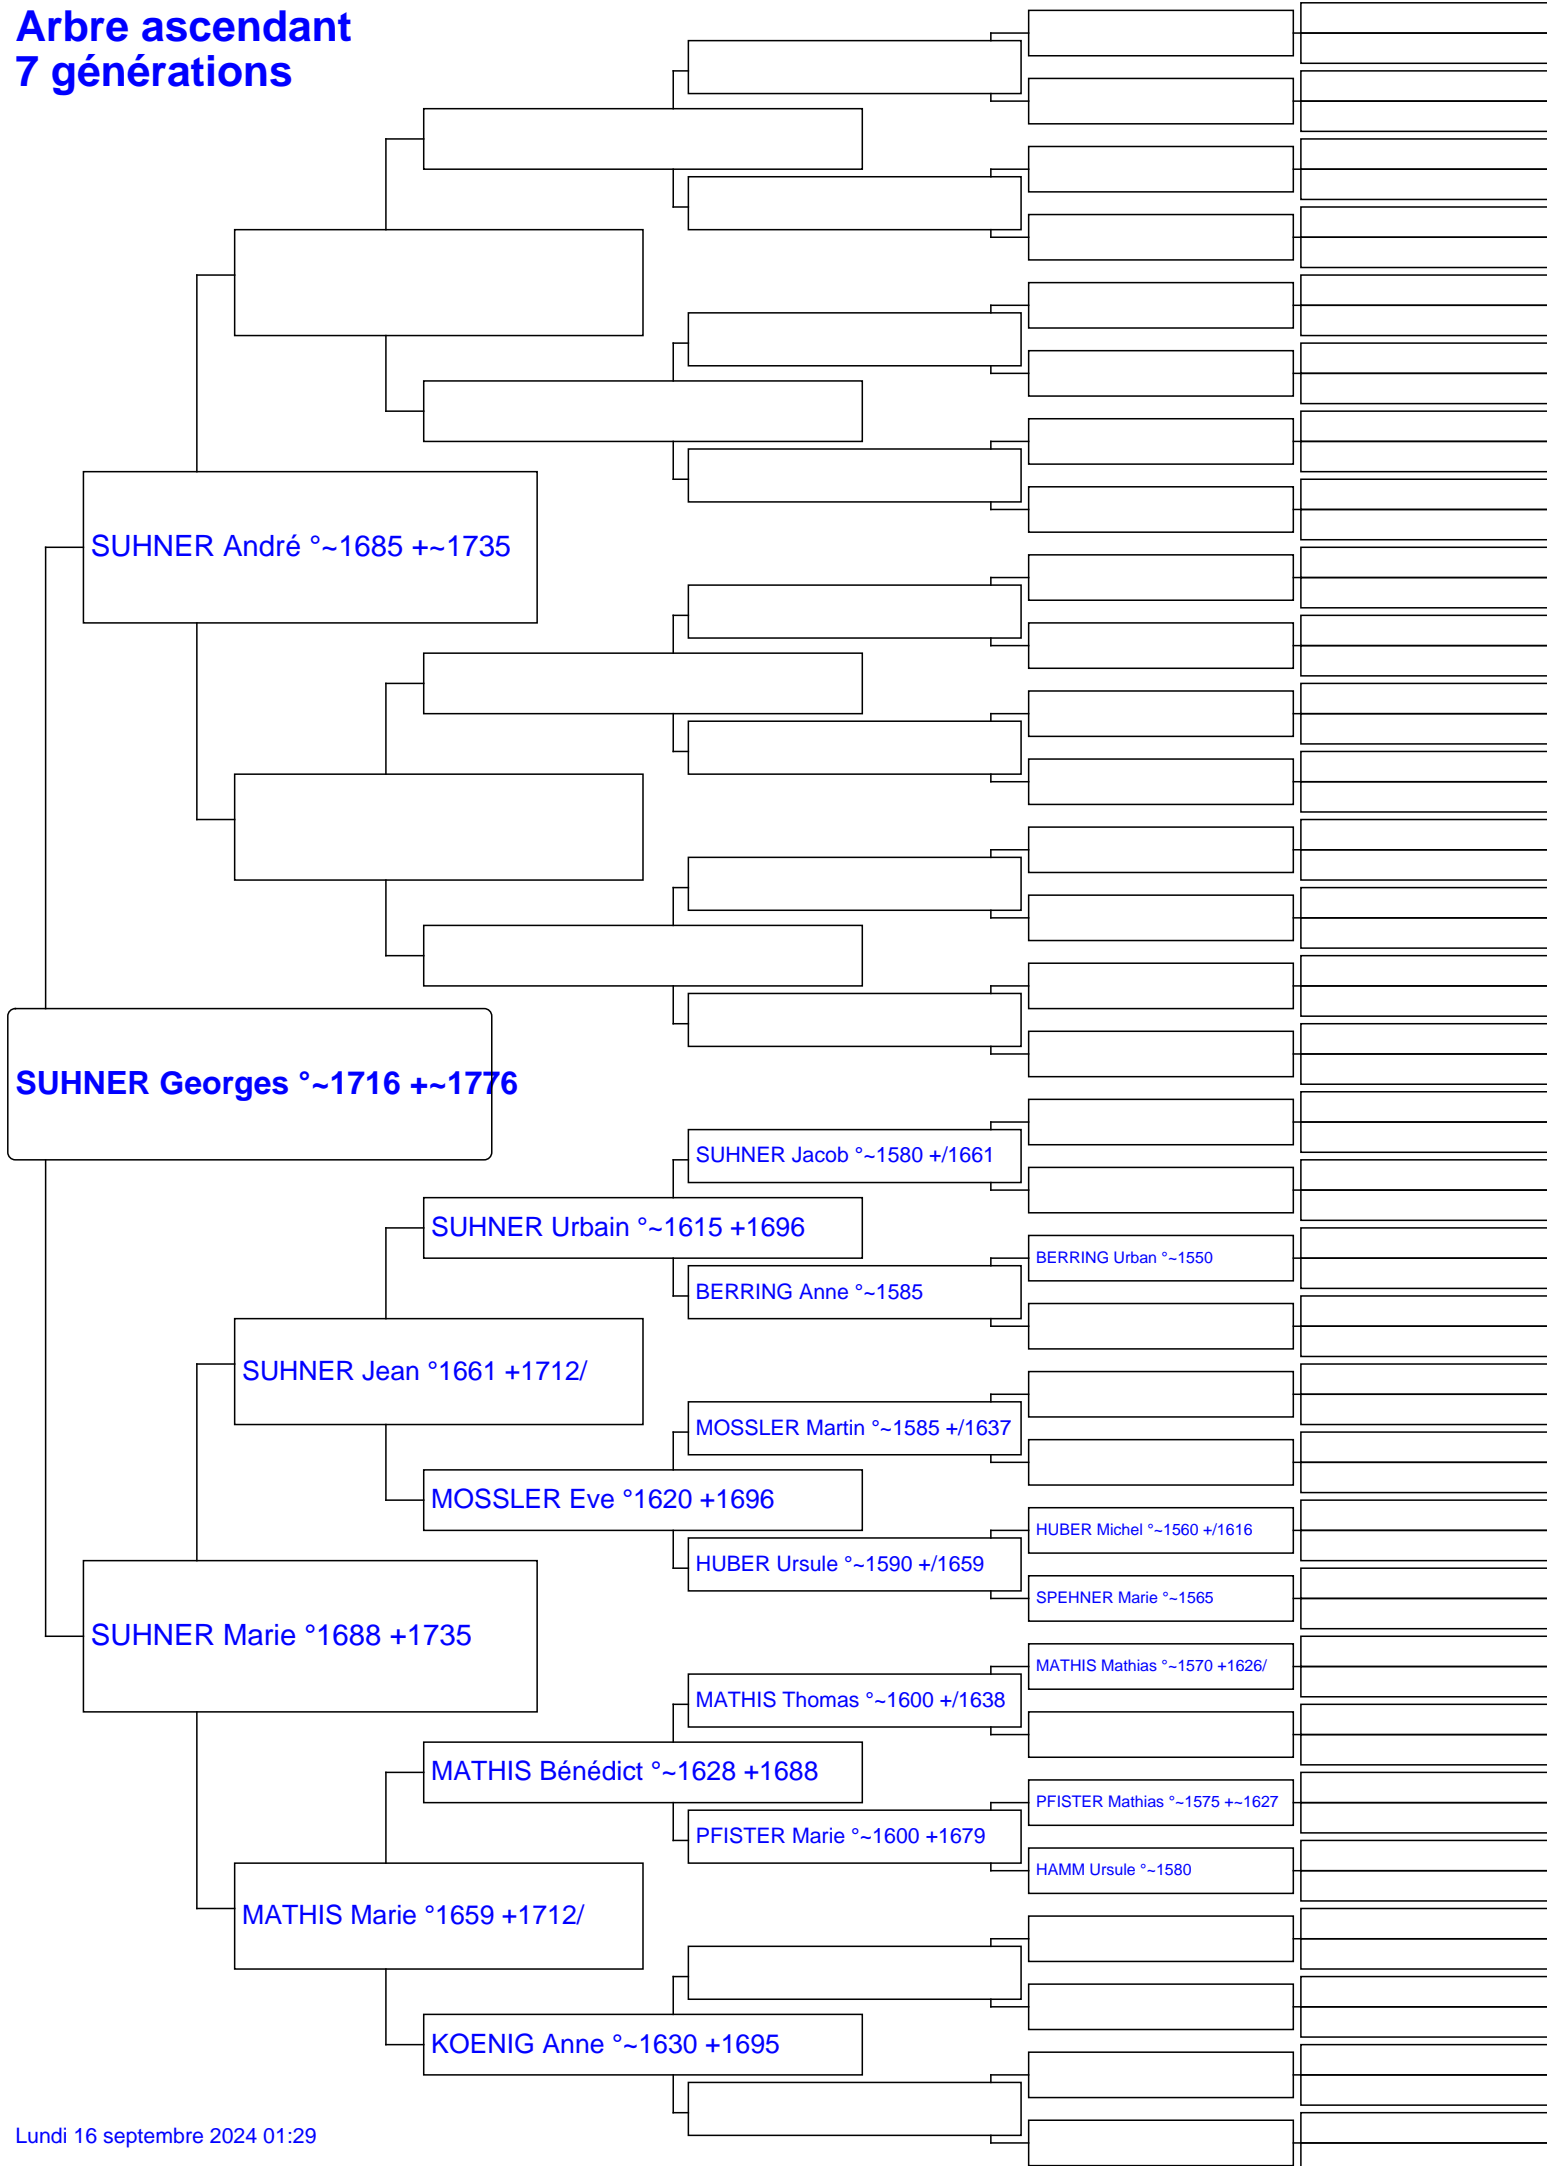 Arbre ascendant
7 générations
SUHNER André °~1685 +~1735
SUHNER Georges °~1716 +~1776
SUHNER Jacob °~1580 +/1661
SUHNER Urbain °~1615 +1696
BERRING Urban °~1550
BERRING Anne °~1585
SUHNER Jean °1661 +1712/
MOSSLER Martin °~1585 +/1637
MOSSLER Eve °1620 +1696
HUBER Michel °~1560 +/1616
HUBER Ursule °~1590 +/1659
SPEHNER Marie °~1565
SUHNER Marie °1688 +1735
MATHIS Mathias °~1570 +1626/
MATHIS Thomas °~1600 +/1638
MATHIS Bénédict °~1628 +1688
PFISTER Mathias °~1575 +~1627
PFISTER Marie °~1600 +1679
HAMM Ursule °~1580
MATHIS Marie °1659 +1712/
KOENIG Anne °~1630 +1695
Lundi 16 septembre 2024 01:29